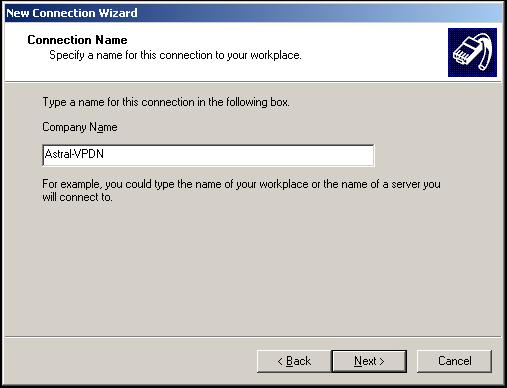 New Connection Wizard
Connection Name
Specify a name for this connection to your workplace.
Type a name for this connection in the following box.
Company Name
Astral-VPDN
For example, you could type the name of your workplace or the name of a server you
will connect to.
< Back
Next >
Cancel